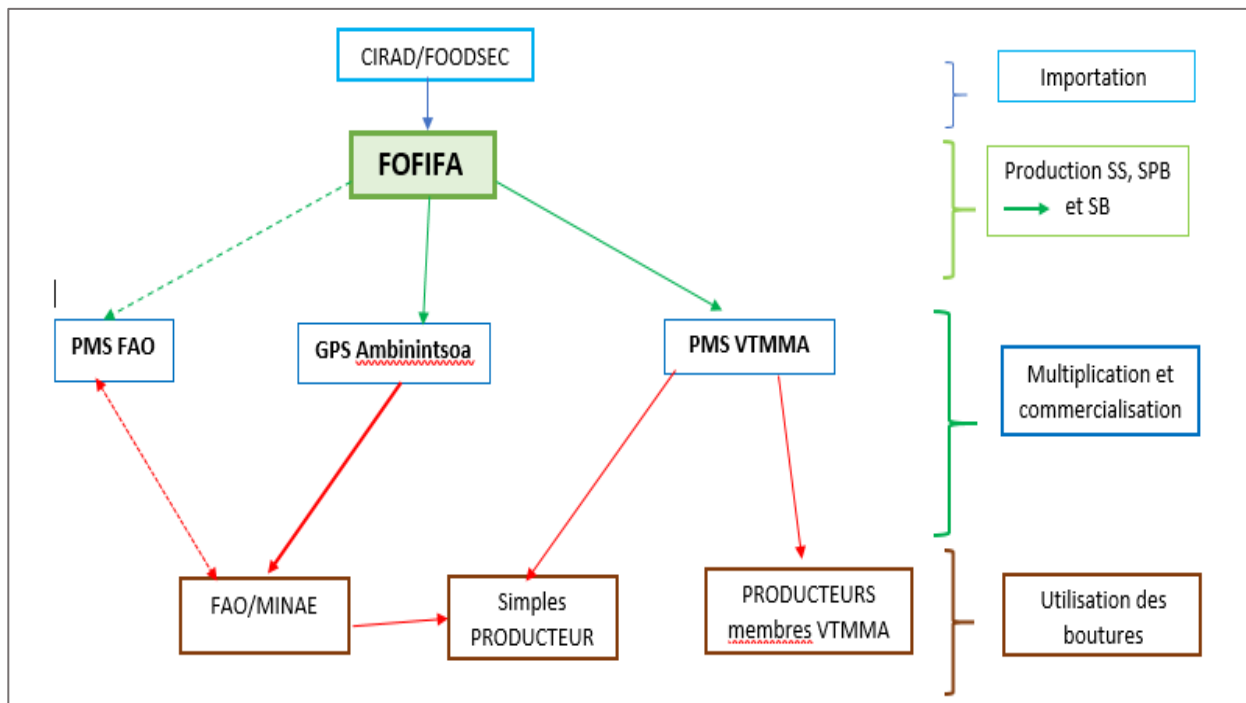 CIRAD/FOODSEC
Importation
FOFIFA
Production SS, SPB
et SB
PMS FAO
GPS Ambinintsoa
PMS VTMMA
Multiplication et
commercialisation
FAO/MINAE
Simples
PRODUCTEUR
PRODUCTEURS
membres VTMMA
Utilisation des
boutures